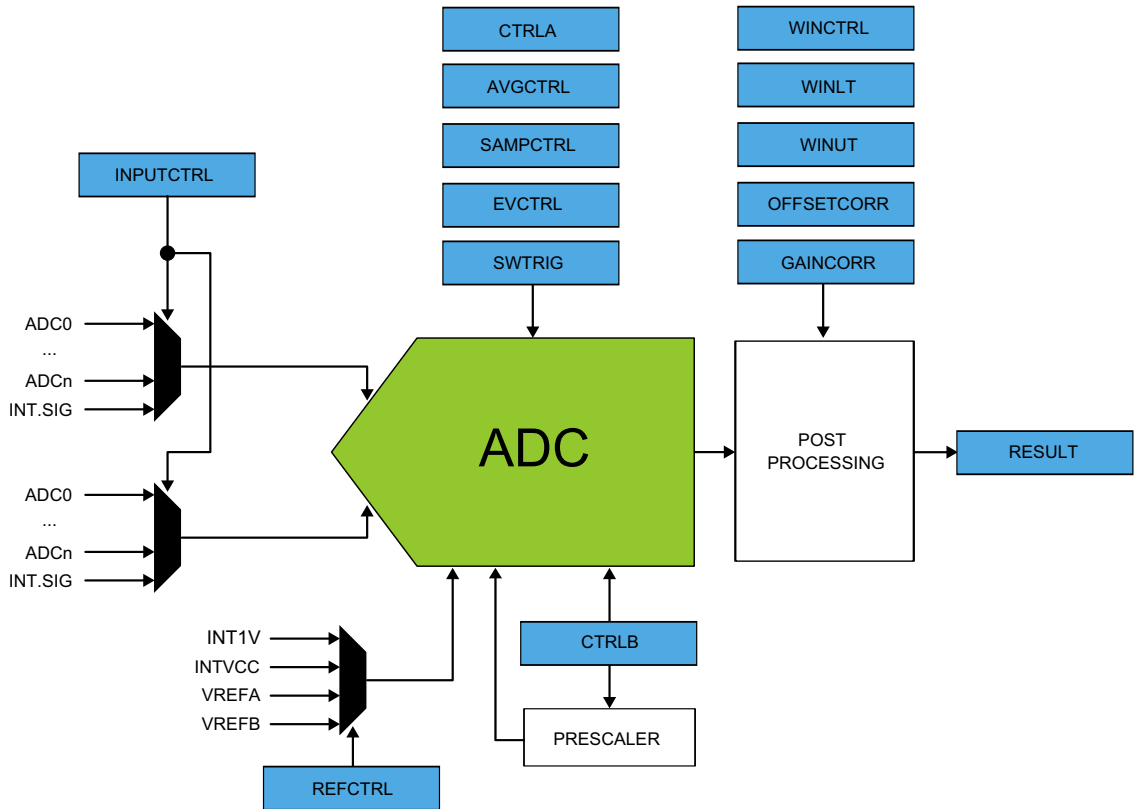 CTRLA
WINCTRL
AVGCTRL
WINLT
SAMPCTRL
WINUT
INPUTCTRL
EVCTRL
OFFSETCORR
SWTRIG
GAINCORR
ADC0
...
ADCn
INT.SIG
ADC
POST
PROCESSING
RESULT
ADC0
...
ADCn
INT.SIG
INT1V
INTVCC
VREFA
VREFB
CTRLB
PRESCALER
REFCTRL